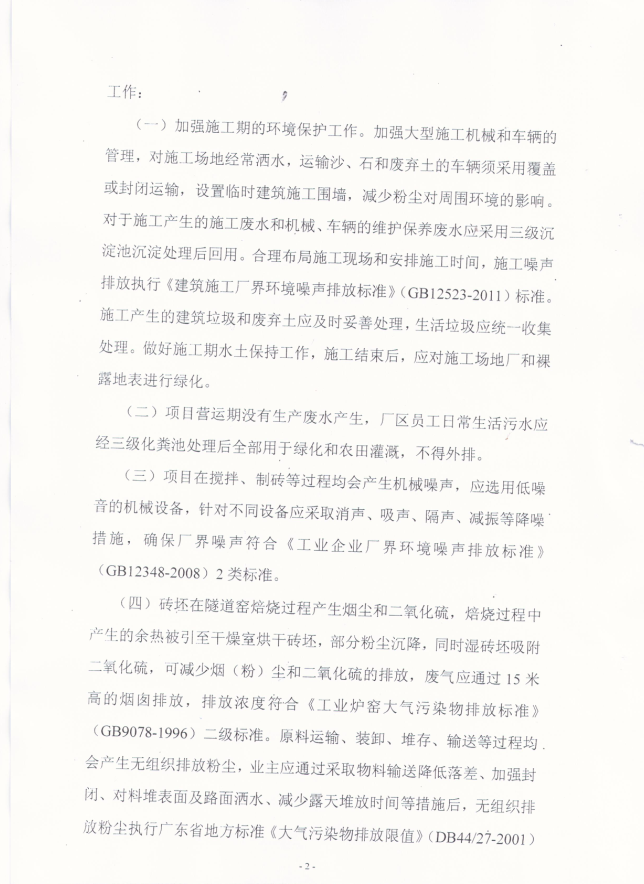 工作：
（一）加强施工期的环境保护工作。加强大型施工机械和车辆的
管理，对施工场地经常洒水，运输沙、石和废弃土的车辆须采用覆盖
或封闭运输，设置临时建筑施工围墙，减少粉尘对周围环境的影响。
对于施工产生的施工废水和机械、车辆的维护保养废水应采用三级沉
淀池沉淀处理后回用。合理布局施工现场和安排施工时间，施工噪声
排放执行《建筑施工厂界环境噪声排放标准》（GB12523-2011）标准。
施工产生的建筑垃圾和废弃土应及时妥善处理，生活垃圾应统一收集
处理。做好施工期水土保持工作，施工结束后，应对施工场地厂和裸
露地表进行绿化。
（二）项目营运期没有生产废水产生，厂区员工日常生活污水应
经三级化粪池处理后全部用于绿化和农田灌溉，不得外排。
（三）项目在搅拌、制砖等过程均会产生机械噪声，应选用低噪
音的机械设备，针对不同设备应采取消声、吸声、隔声、减振等降噪
措施，确保厂界噪声符合《工业企业厂界环境噪声排放标准》
（GB12348-2008）2 类标准。
（四）砖坯在隧道窑焙烧过程产生烟尘和二氧化硫，焙烧过程中
产生的余热被引至干燥室烘干砖坯，部分粉尘沉降，同时湿砖坯吸附
二氧化硫，可减少烟（粉）尘和二氧化硫的排放，废气应通过 15 米
高的烟囱排放，排放浓度符合《工业炉窑大气污染物排放标准》
（GB9078-1996）二级标准。原料运输、装卸、堆存、输送等过程均
会产生无组织排放粉尘，业主应通过采取物料输送降低落差、加强封
闭、对料堆表面及路面洒水、减少露天堆放时间等措施后，无组织排
放粉尘执行广东省地方标准《大气污染物排放限值》（DB44/27-2001）
- 2 -